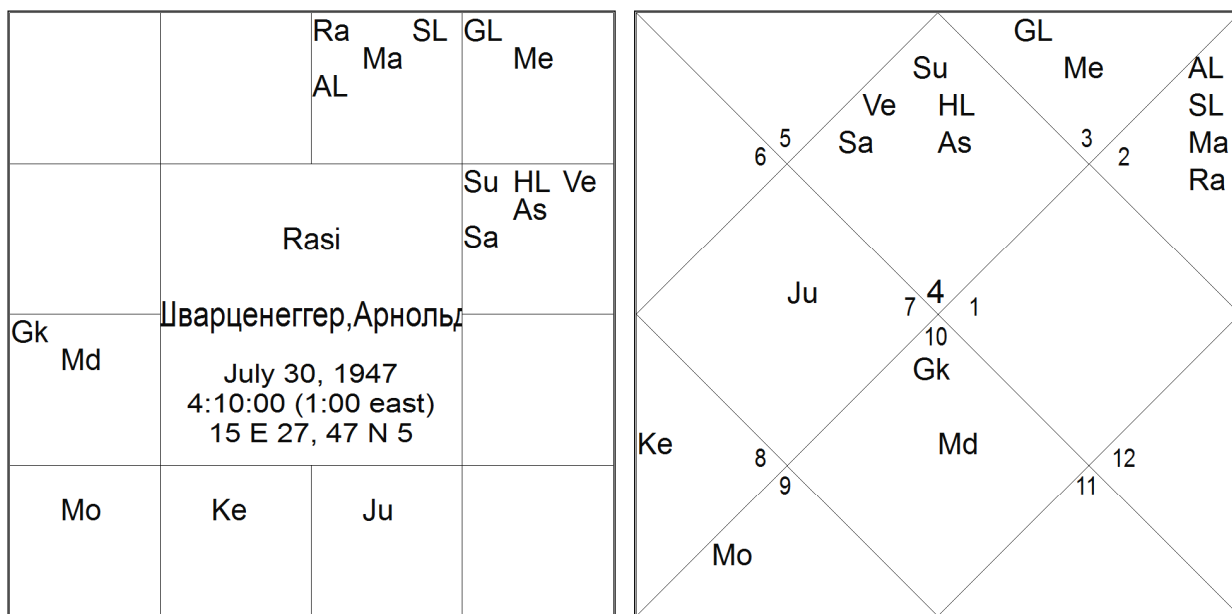 Ra SL
Ma
AL
GL
Me
Su HL Ve
As
Sa
Rasi
Шварценеггер,Арнольд
July 30, 1947
4:10:00 (1:00 east)
15 E 27, 47 N 5
Gk
Md
Mo
Ke
Ju
GL
Su
Me
AL
Ve
HL
SL
Sa
As
Ma
Ra
5
6
3
2
Ju
7
4
1
10
Gk
Ke
Md
8
9
12
11
Mo